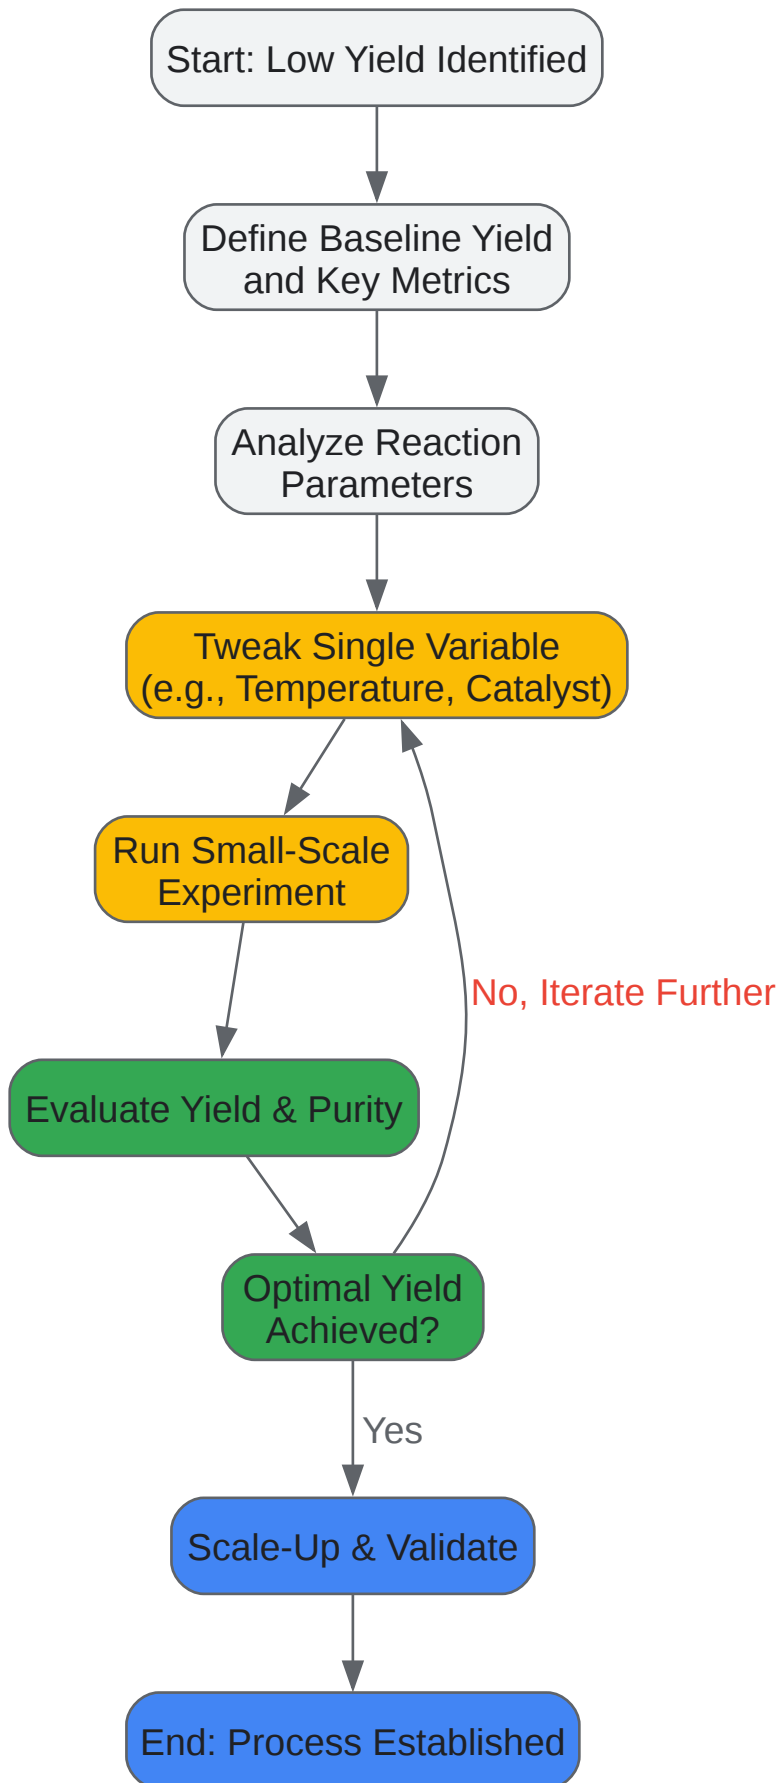 Start: Low Yield Identified
Define Baseline Yield
and Key Metrics
Analyze Reaction
Parameters
Tweak Single Variable
(e.g., Temperature, Catalyst)
Run Small-Scale
Experiment
No, Iterate Further
Evaluate Yield & Purity
Optimal Yield
Achieved?
Yes
Scale-Up & Validate
End: Process Established